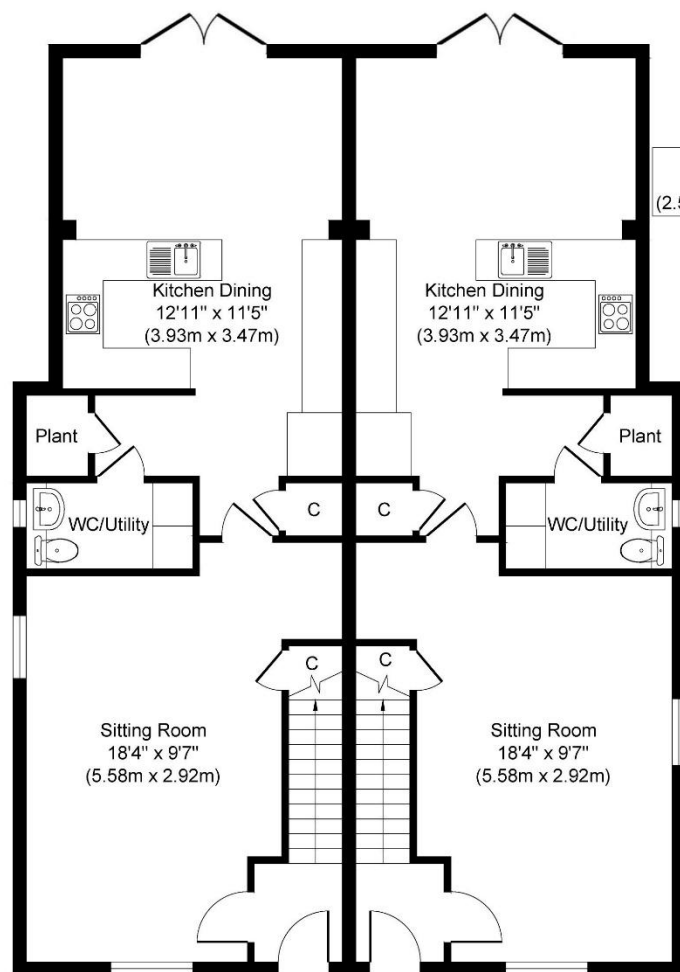 (2.5
Kitchen Dining
12'11" x 11'5"
(3.93m x 3.47m)
Kitchen Dining
12'11" x 11'5"
(3.93m x 3.47m)
Plant
Plant
WC/Utility
C
C
WC/Utility
C
C
Sitting Room
18'4" x 9'7"
(5.58m x 2.92m)
Sitting Room
18'4" x 9'7"
(5.58m x 2.92m)